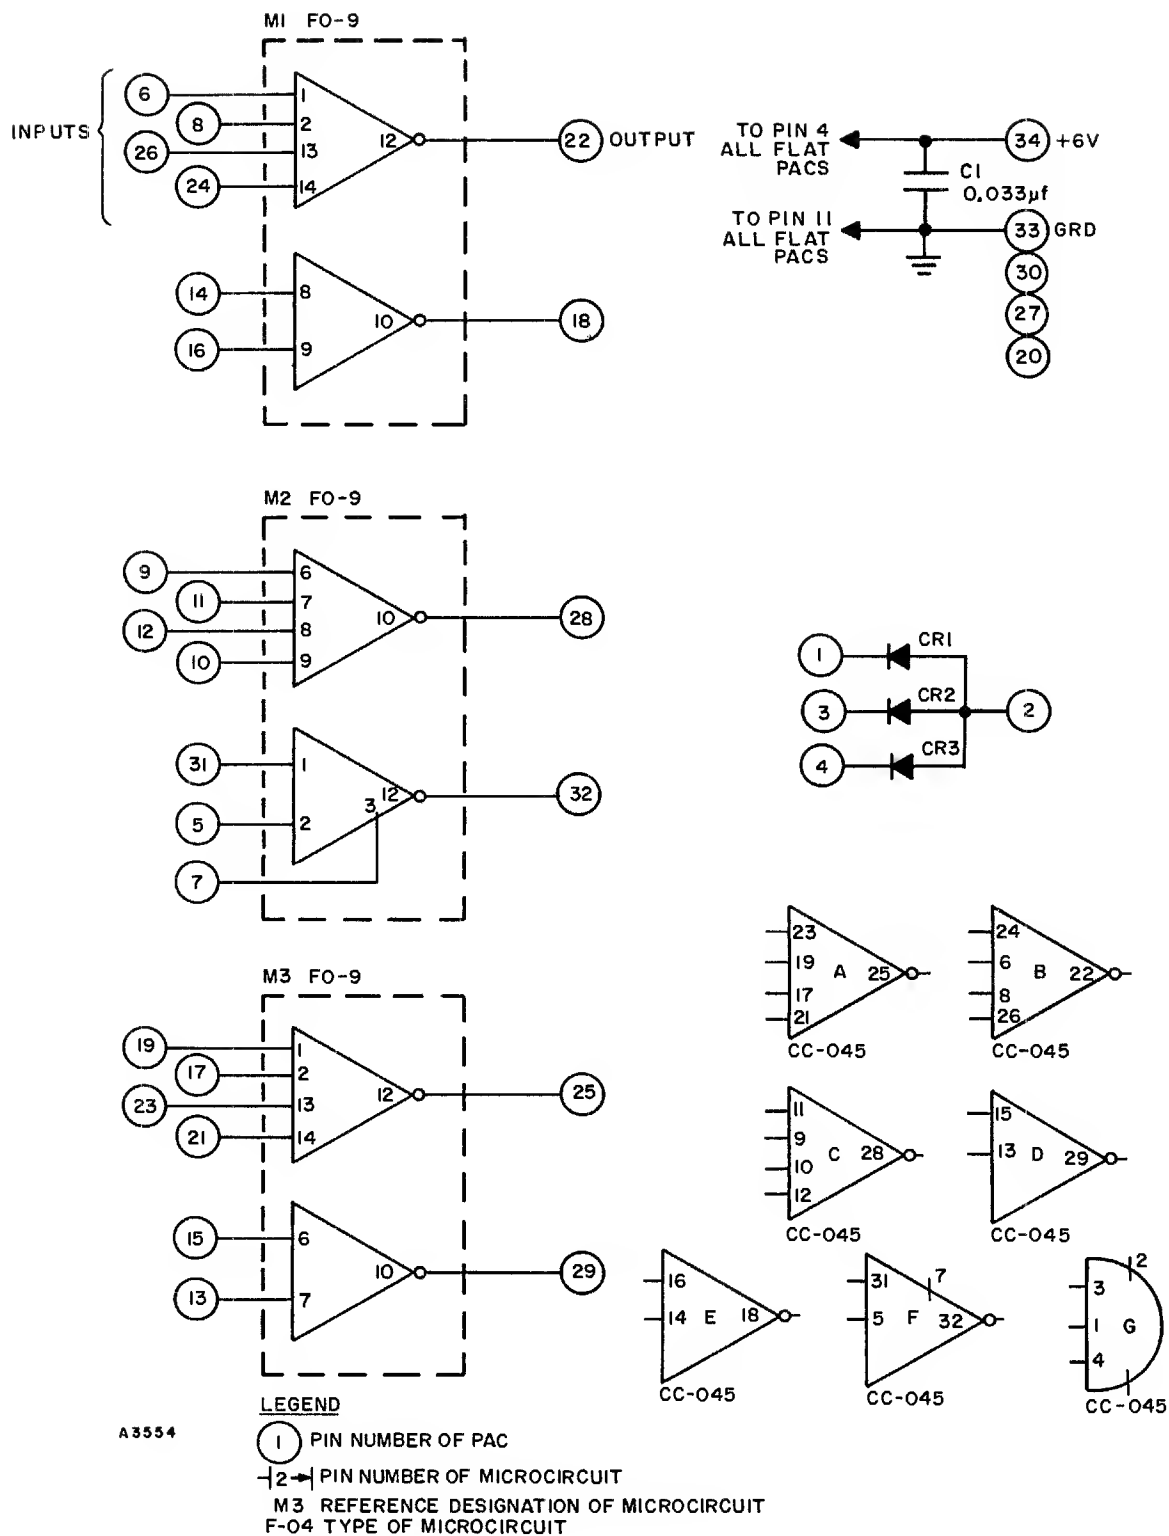 M1 FO-9
INPUTS
6
8
26
24
1
2
13
14
12
22 OUTPUT
14
16
8
9
10
18
TO PIN 4
ALL FLAT
PACS
34 +6V
C1
0.033µf
TO PIN 11
ALL FLAT
PACS
33 GRD
30
27
20
M2 FO-9
9
11
12
10
6
7
8
9
10
28
31
5
7
1
2
3
12
32
1
3
4
CR1
CR2
CR3
2
M3 FO-9
19
17
23
21
1
2
13
14
12
25
15
13
6
7
10
29
23
19
17
21
A
25
CC-045
24
6
8
26
B
22
CC-045
11
9
10
12
C
28
CC-045
15
13
D
29
CC-045
16
14
E
18
CC-045
31
5
7
F
32
CC-045
3
1
4
2
G
CC-045
A3554
LEGEND
1 PIN NUMBER OF PAC
2 PIN NUMBER OF MICROCIRCUIT
M3 REFERENCE DESIGNATION OF MICROCIRCUIT
F-04 TYPE OF MICROCIRCUIT